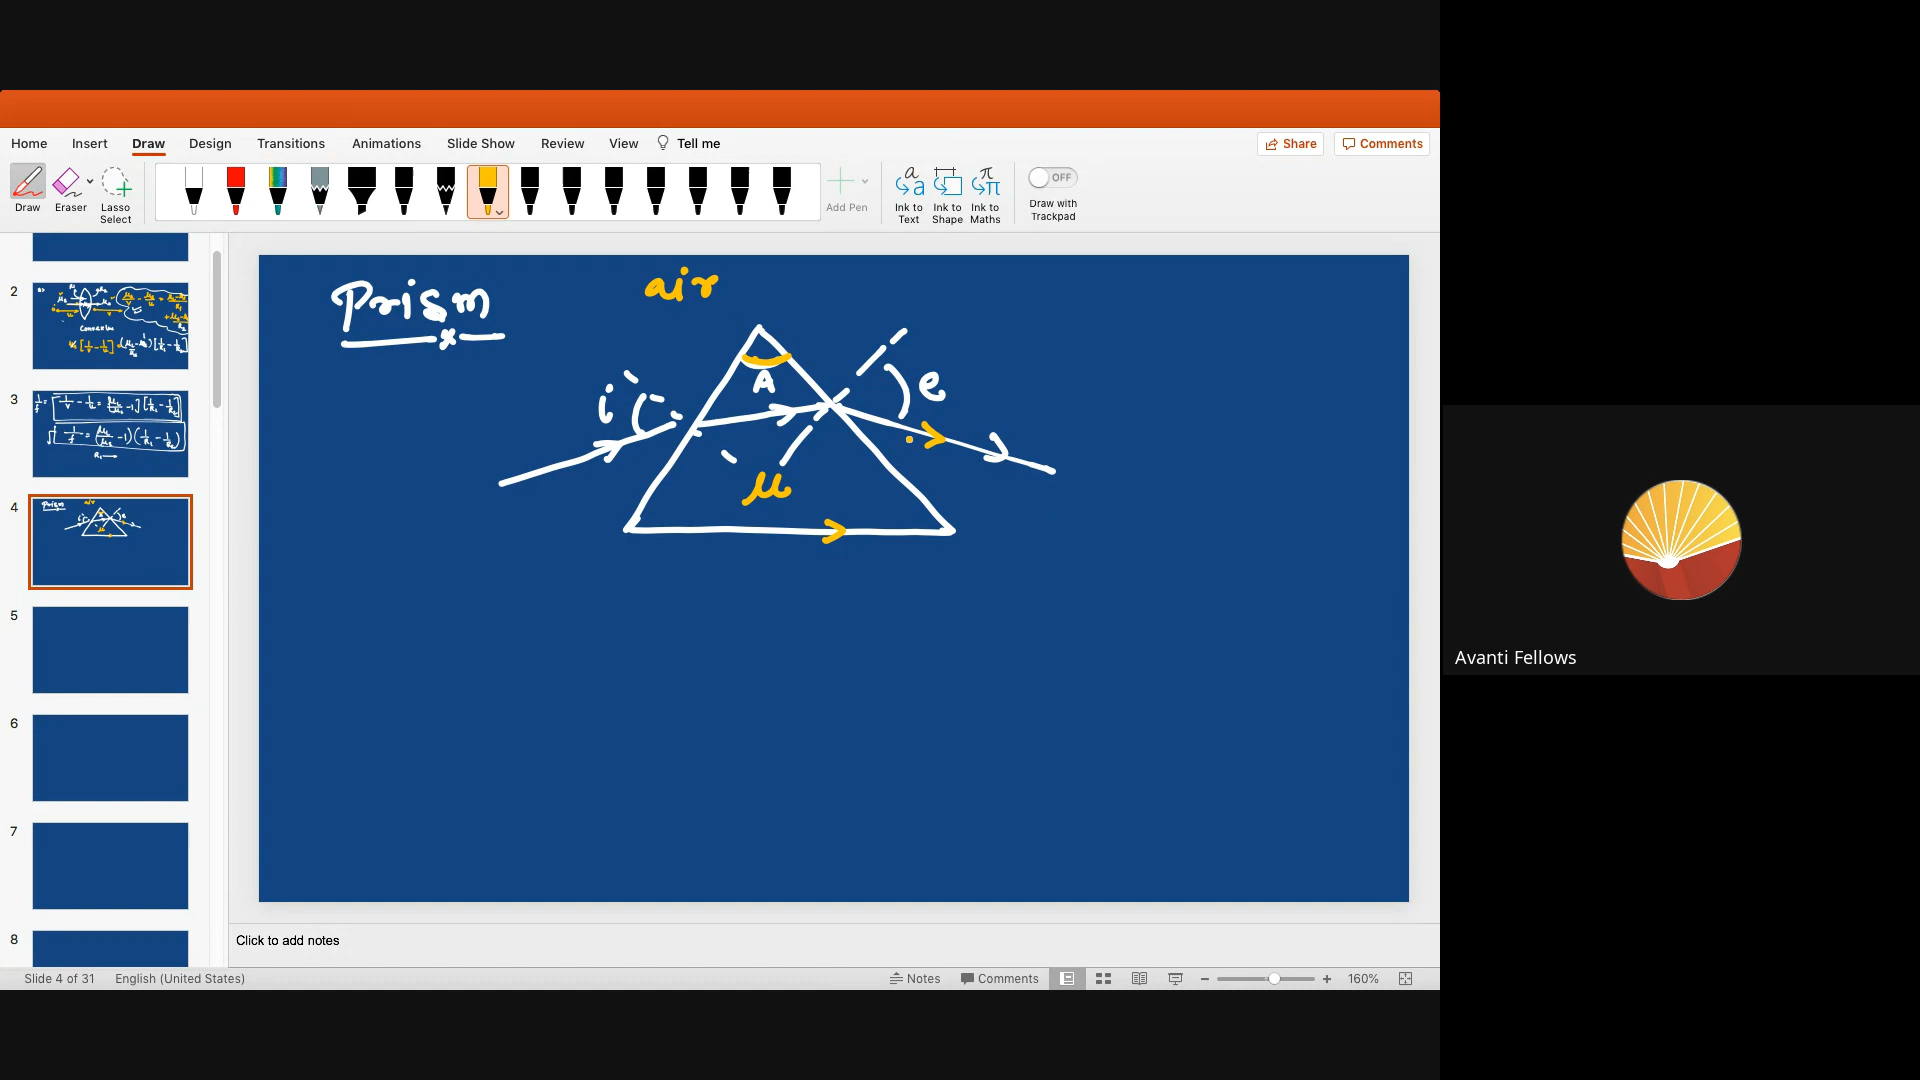 Home Insert Draw Design Transitions Animations Slide Show Review View Tell me Share Comments
Draw Eraser Lasso Select Add Pen Ink to Text Ink to Shape Ink to Maths OFF Draw with Trackpad
Prism
air
A
i
e
μ
2
3
4
5
6
7
8
Click to add notes
Slide 4 of 31 English (United States) Notes Comments 160%
Avanti Fellows